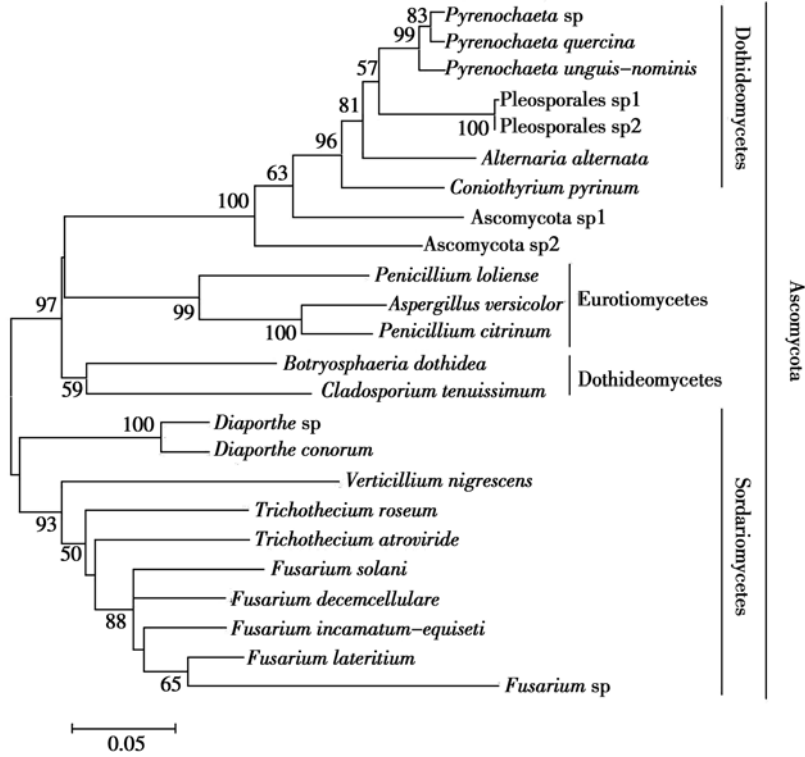 83
Pyrenochaeta sp
99
Pyrenochaeta quercina
57
Pyrenochaeta unguis-nominis
Pleosporales sp1
81
100
Pleosporales sp2
96
Alternaria alternata
63
Coniothyrium pyrinum
Dothideomycetes
100
Ascomycota sp1
Ascomycota sp2
97
Penicillium loliense
99
Aspergillus versicolor
100
Penicillium citrinum
Eurotiomycetes
Ascomycota
59
Botryosphaeria dothidea
Cladosporium tenuissimum
Dothideomycetes
100
Diaporthe sp
Diaporthe conorum
93
Verticillium nigrescens
50
Trichothecium roseum
Trichothecium atroviride
Fusarium solani
88
Fusarium decemcellulare
Fusarium incamatum-equiseti
Fusarium lateritium
65
Fusarium sp
Sordariomycetes
0.05